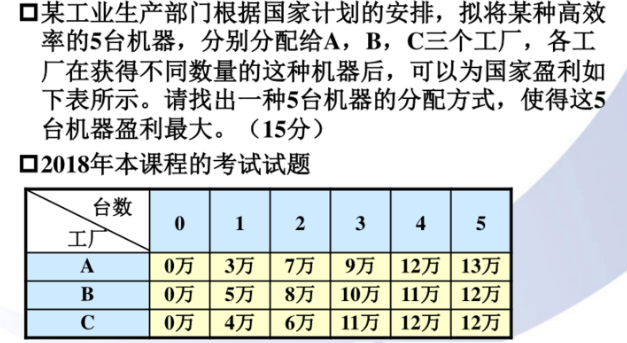 □某工业生产部门根据国家计划的安排，拟将某种高效
率的5台机器，分别分配给A，B，C三个工厂，各工
厂在获得不同数量的这种机器后，可以为国家盈利如
下表所示。请找出一种5台机器的分配方式，使得这5
台机器盈利最大。（15分）
□2018年本课程的考试试题
台数
工厂
0 1 2 3 4 5
A 0万 3万 7万 9万 12万 13万
B 0万 5万 8万 10万 11万 12万
C 0万 4万 6万 11万 12万 12万